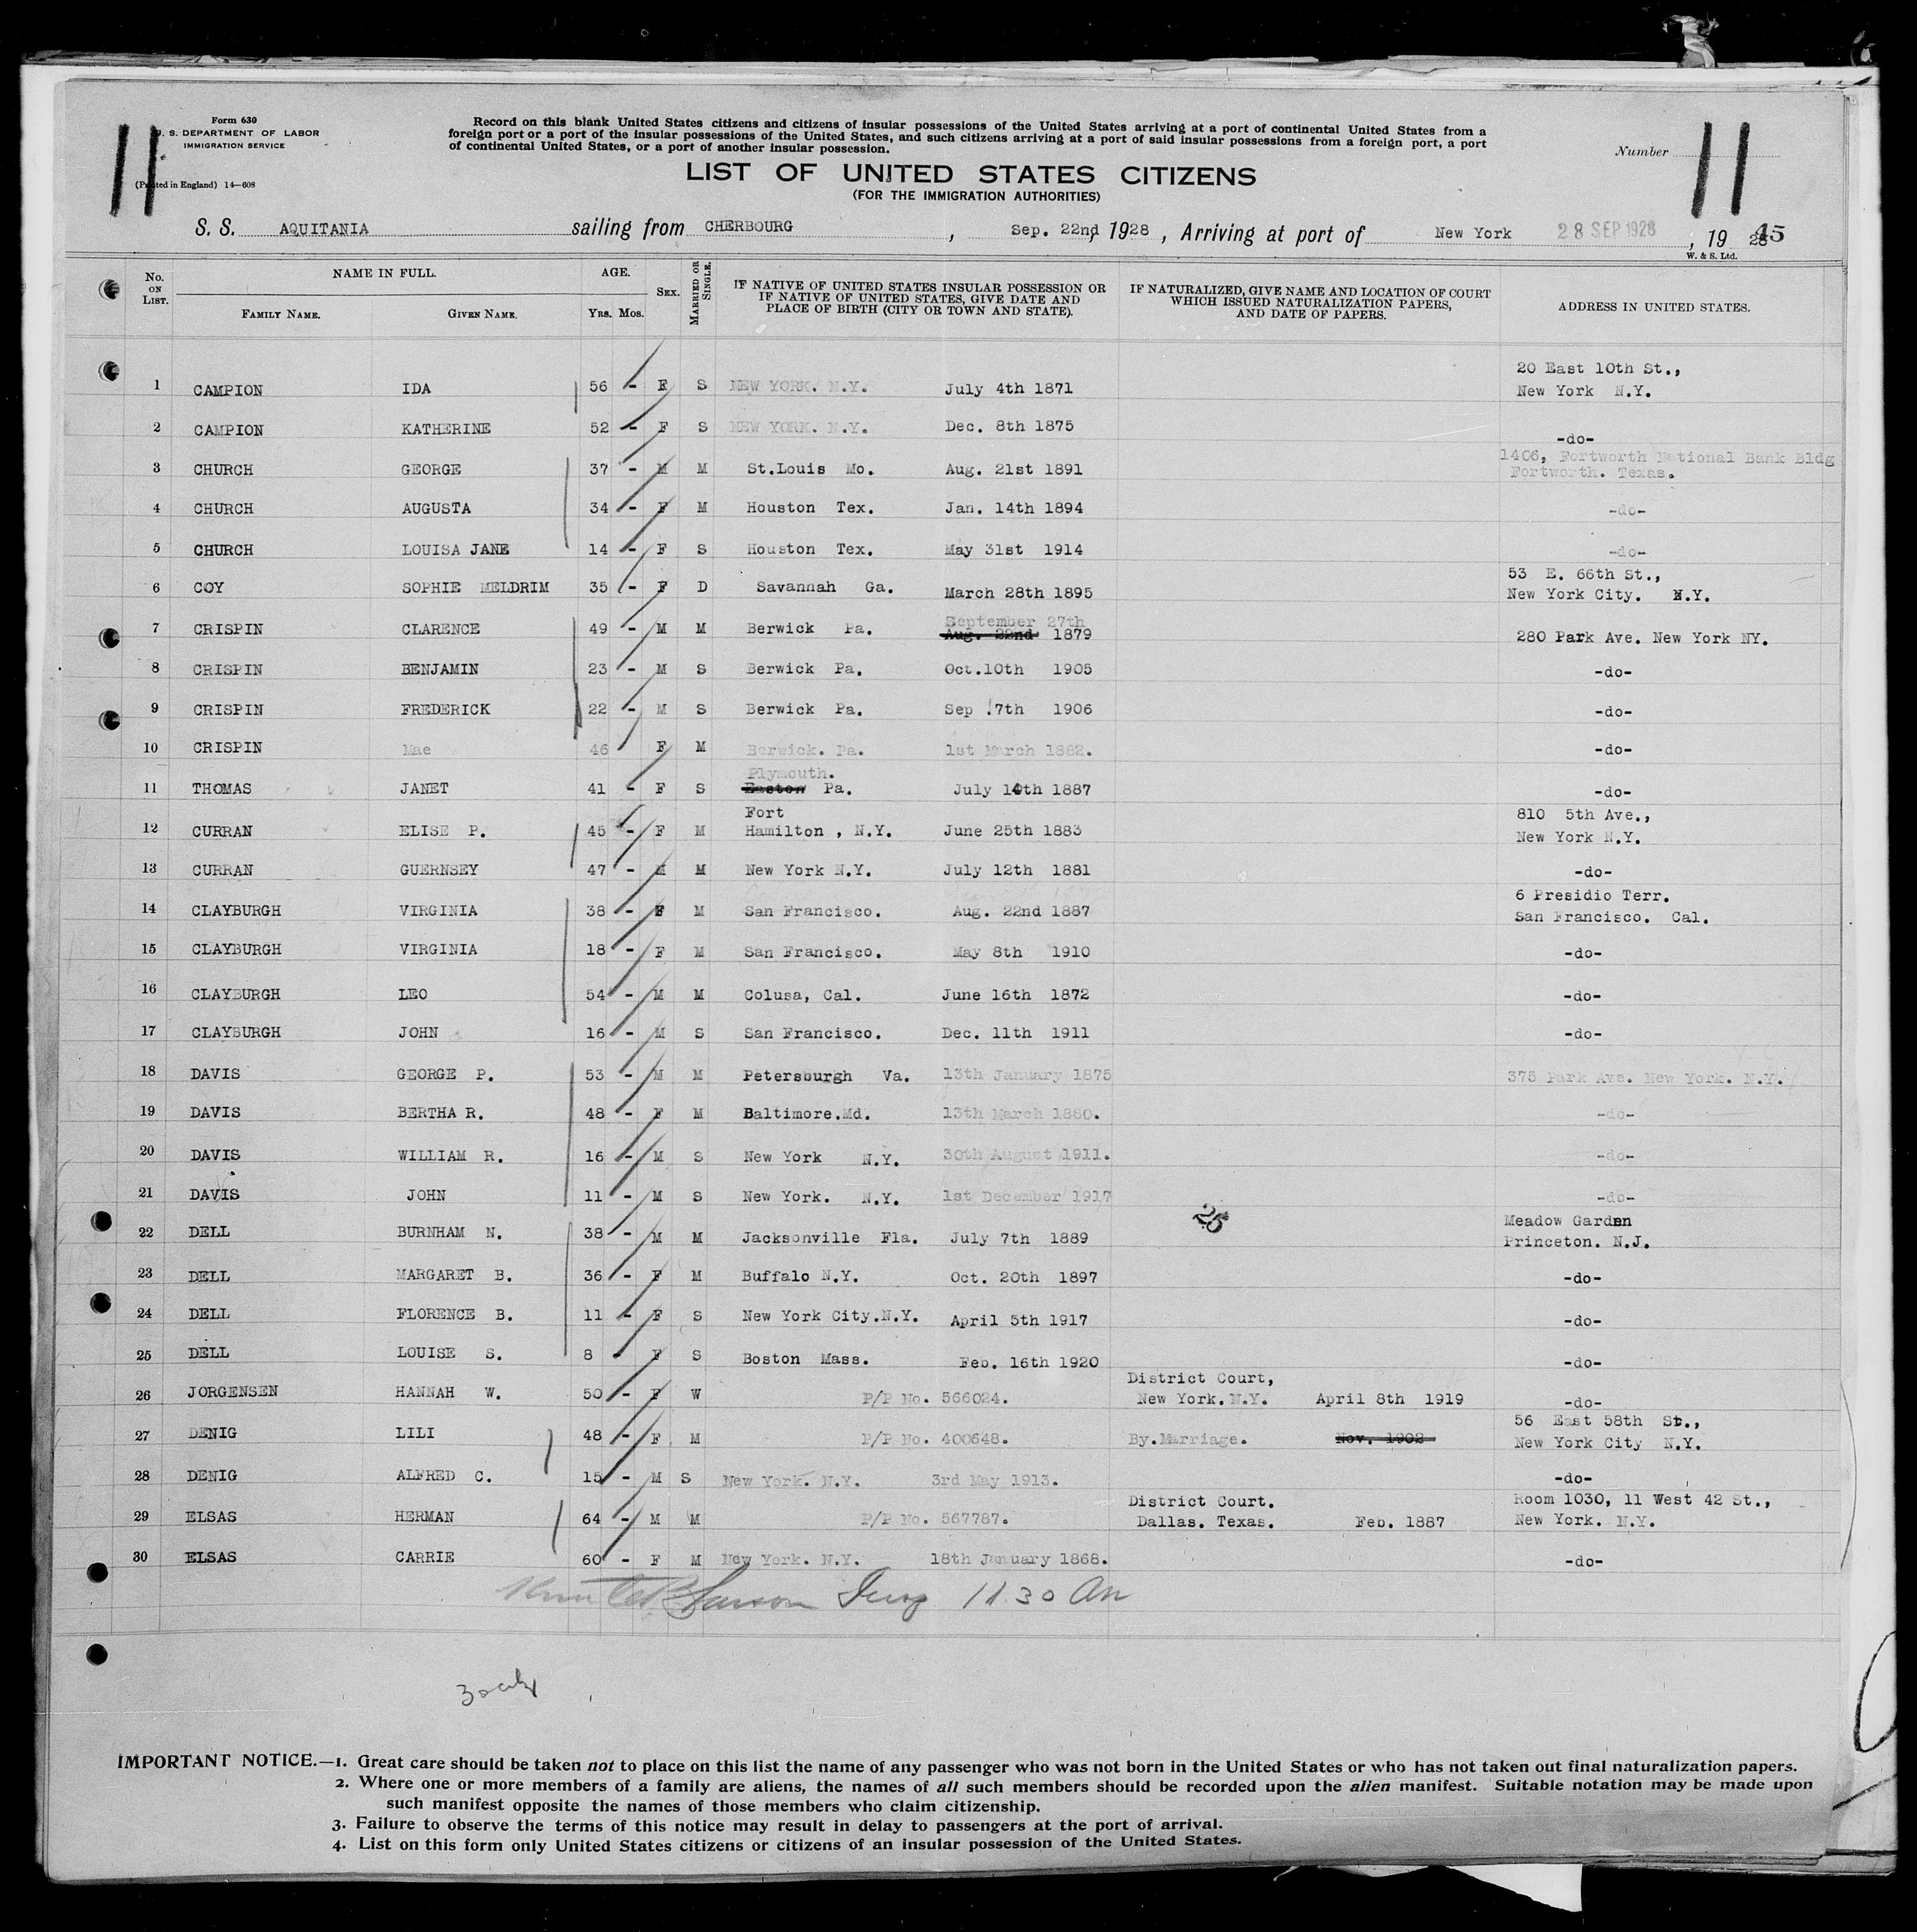 Form 630
U. S. DEPARTMENT OF LABOR
IMMIGRATION SERVICE
(Printed in England) 14—608
11
Record on this blank United States citizens and citizens of insular possessions of the United States arriving at a port of continental United States from a
foreign port or a port of the insular possessions of the United States, and such citizens arriving at a port of said insular possessions from a foreign port, a port
of continental United States, or a port of another insular possession.
Number 11
LIST OF UNITED STATES CITIZENS
(FOR THE IMMIGRATION AUTHORITIES)
S. S. AQUITANIA sailing from CHERBOURG , Sep. 22nd, 1928 , Arriving at port of New York 28 SEP 1928 , 19 28 45
W. & S. Ltd.
No. ON LIST. NAME IN FULL. FAMILY NAME. GIVEN NAME. AGE. YRS. MOS. SEX. MARRIED OR SINGLE. IF NATIVE OF UNITED STATES INSULAR POSSESSION OR IF NATIVE OF UNITED STATES, GIVE DATE AND PLACE OF BIRTH (CITY OR TOWN AND STATE). IF NATURALIZED, GIVE NAME AND LOCATION OF COURT WHICH ISSUED NATURALIZATION PAPERS, AND DATE OF PAPERS. ADDRESS IN UNITED STATES.
20 East 10th St.,
1 CAMPION IDA 56 - F S NEW YORK. N.Y. July 4th 1871 New York N.Y.
2 CAMPION KATHERINE 52 - F S NEW YORK. N.Y. Dec. 8th 1875 -do-
1406, Fortworth National Bank Bldg
3 CHURCH GEORGE 37 - M M St.Louis Mo. Aug. 21st 1891 Fortworth. Texas.
4 CHURCH AUGUSTA 34 - F M Houston Tex. Jan. 14th 1894 -do-
5 CHURCH LOUISA JANE 14 - F S Houston Tex. May 31st 1914 -do-
53 E. 66th St.,
6 COY SOPHIE MELDRIM 35 - F D Savannah Ga. March 28th 1895 New York City. N.Y.
September 27th
7 CRISPIN CLARENCE 49 - M M Berwick Pa. Aug. 22nd 1879 280 Park Ave. New York NY.
8 CRISPIN BENJAMIN 23 - M S Berwick Pa. Oct.10th 1905 -do-
9 CRISPIN FREDERICK 22 - M S Berwick Pa. Sep 17th 1906 -do-
10 CRISPIN Mae 46 F M Berwick. Pa. 1st March 1882. -do-
Plymouth.
11 THOMAS JANET 41 - F S Easton Pa. July 14th 1887 -do-
Fort 810 5th Ave.,
12 CURRAN ELISE P. 45 - F M Hamilton , N.Y. June 25th 1883 New York N.Y.
13 CURRAN GUERNSEY 47 - M M New York N.Y. July 12th 1881 -do-
6 Presidio Terr.
14 CLAYBURGH VIRGINIA 38 - F M San Francisco. Aug. 22nd 1887 San Francisco. Cal.
15 CLAYBURGH VIRGINIA 18 - F M San Francisco. May 8th 1910 -do-
16 CLAYBURGH LEO 54 - M M Colusa, Cal. June 16th 1872 -do-
17 CLAYBURGH JOHN 16 - M S San Francisco. Dec. 11th 1911 -do-
18 DAVIS GEORGE P. 53 - M M Petersburgh Va. 13th January 1875 375 Park Ave. New York. N.Y.
19 DAVIS BERTHA R. 48 - F M Baltimore.Md. 13th March 1880. -do-
20 DAVIS WILLIAM R. 16 - M S New York N.Y. 30th August 1911. -do-
21 DAVIS JOHN 11 - M S New York. N.Y. 1st December 1917 -do-
25 Meadow Garden
22 DELL BURNHAM N. 38 - M M Jacksonville Fla. July 7th 1889 Princeton. N.J.
23 DELL MARGARET B. 36 - F M Buffalo N.Y. Oct. 20th 1897 -do-
24 DELL FLORENCE B. 11 - F S New York City.N.Y. April 5th 1917 -do-
25 DELL LOUISE S. 8 - F S Boston Mass. Feb. 16th 1920 -do-
District Court,
26 JORGENSEN HANNAH W. 50 - F W P/P No. 566024. New York.N.Y. April 8th 1919 -do-
56 East 58th St.,
27 DENIG LILI 48 - F M P/P No. 400648. By.Marriage. Nov. 1902 New York City N.Y.
28 DENIG ALFRED C. 15 - M S New York. N.Y. 3rd May 1913. -do-
District Court. Room 1030, 11 West 42 St.,
29 ELSAS HERMAN 64 - M M P/P No. 567787. Dallas. Texas. Feb. 1887 New York. N.Y.
30 ELSAS CARRIE 60 - F M New York. N.Y. 18th January 1868. -do-
11 30 Am
IMPORTANT NOTICE.—1. Great care should be taken not to place on this list the name of any passenger who was not born in the United States or who has not taken out final naturalization papers.
2. Where one or more members of a family are aliens, the names of all such members should be recorded upon the alien manifest. Suitable notation may be made upon
such manifest opposite the names of those members who claim citizenship.
3. Failure to observe the terms of this notice may result in delay to passengers at the port of arrival.
4. List on this form only United States citizens or citizens of an insular possession of the United States.